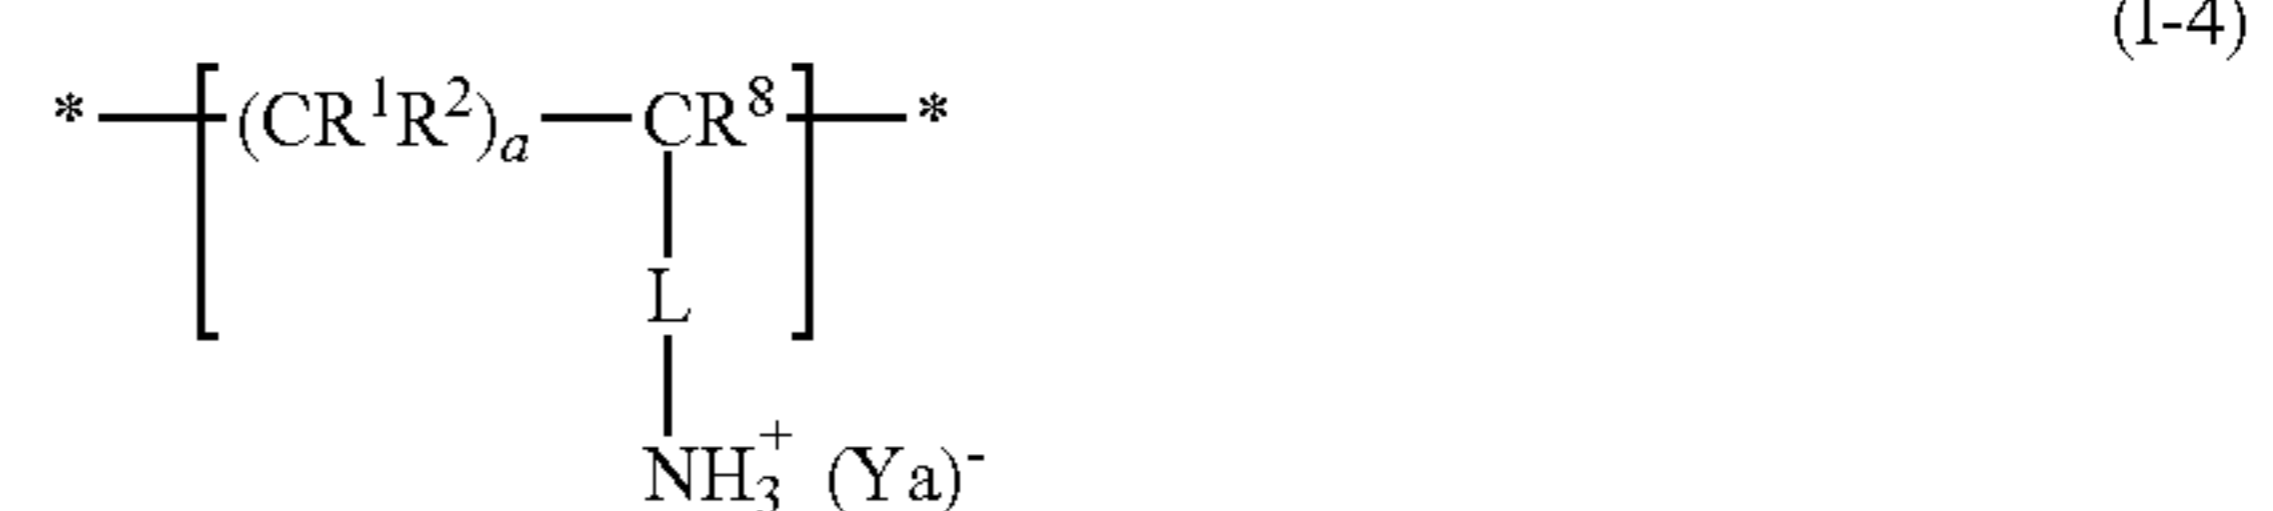 (I-4)
* [ (CR¹R²)ₐ — CR⁸ ] *
L
NH₃⁺ (Ya)⁻